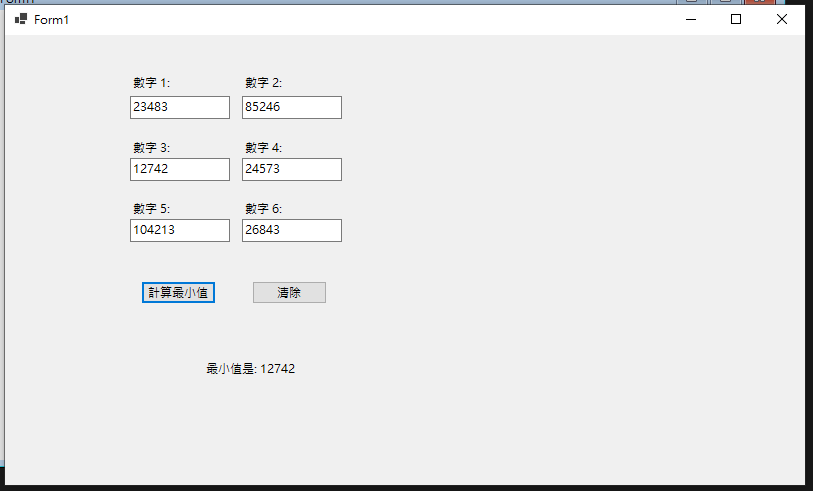 Form1
數字 1: 數字 2:
23483 85246
數字 3: 數字 4:
12742 24573
數字 5: 數字 6:
104213 26843
計算最小值 清除
最小值是: 12742